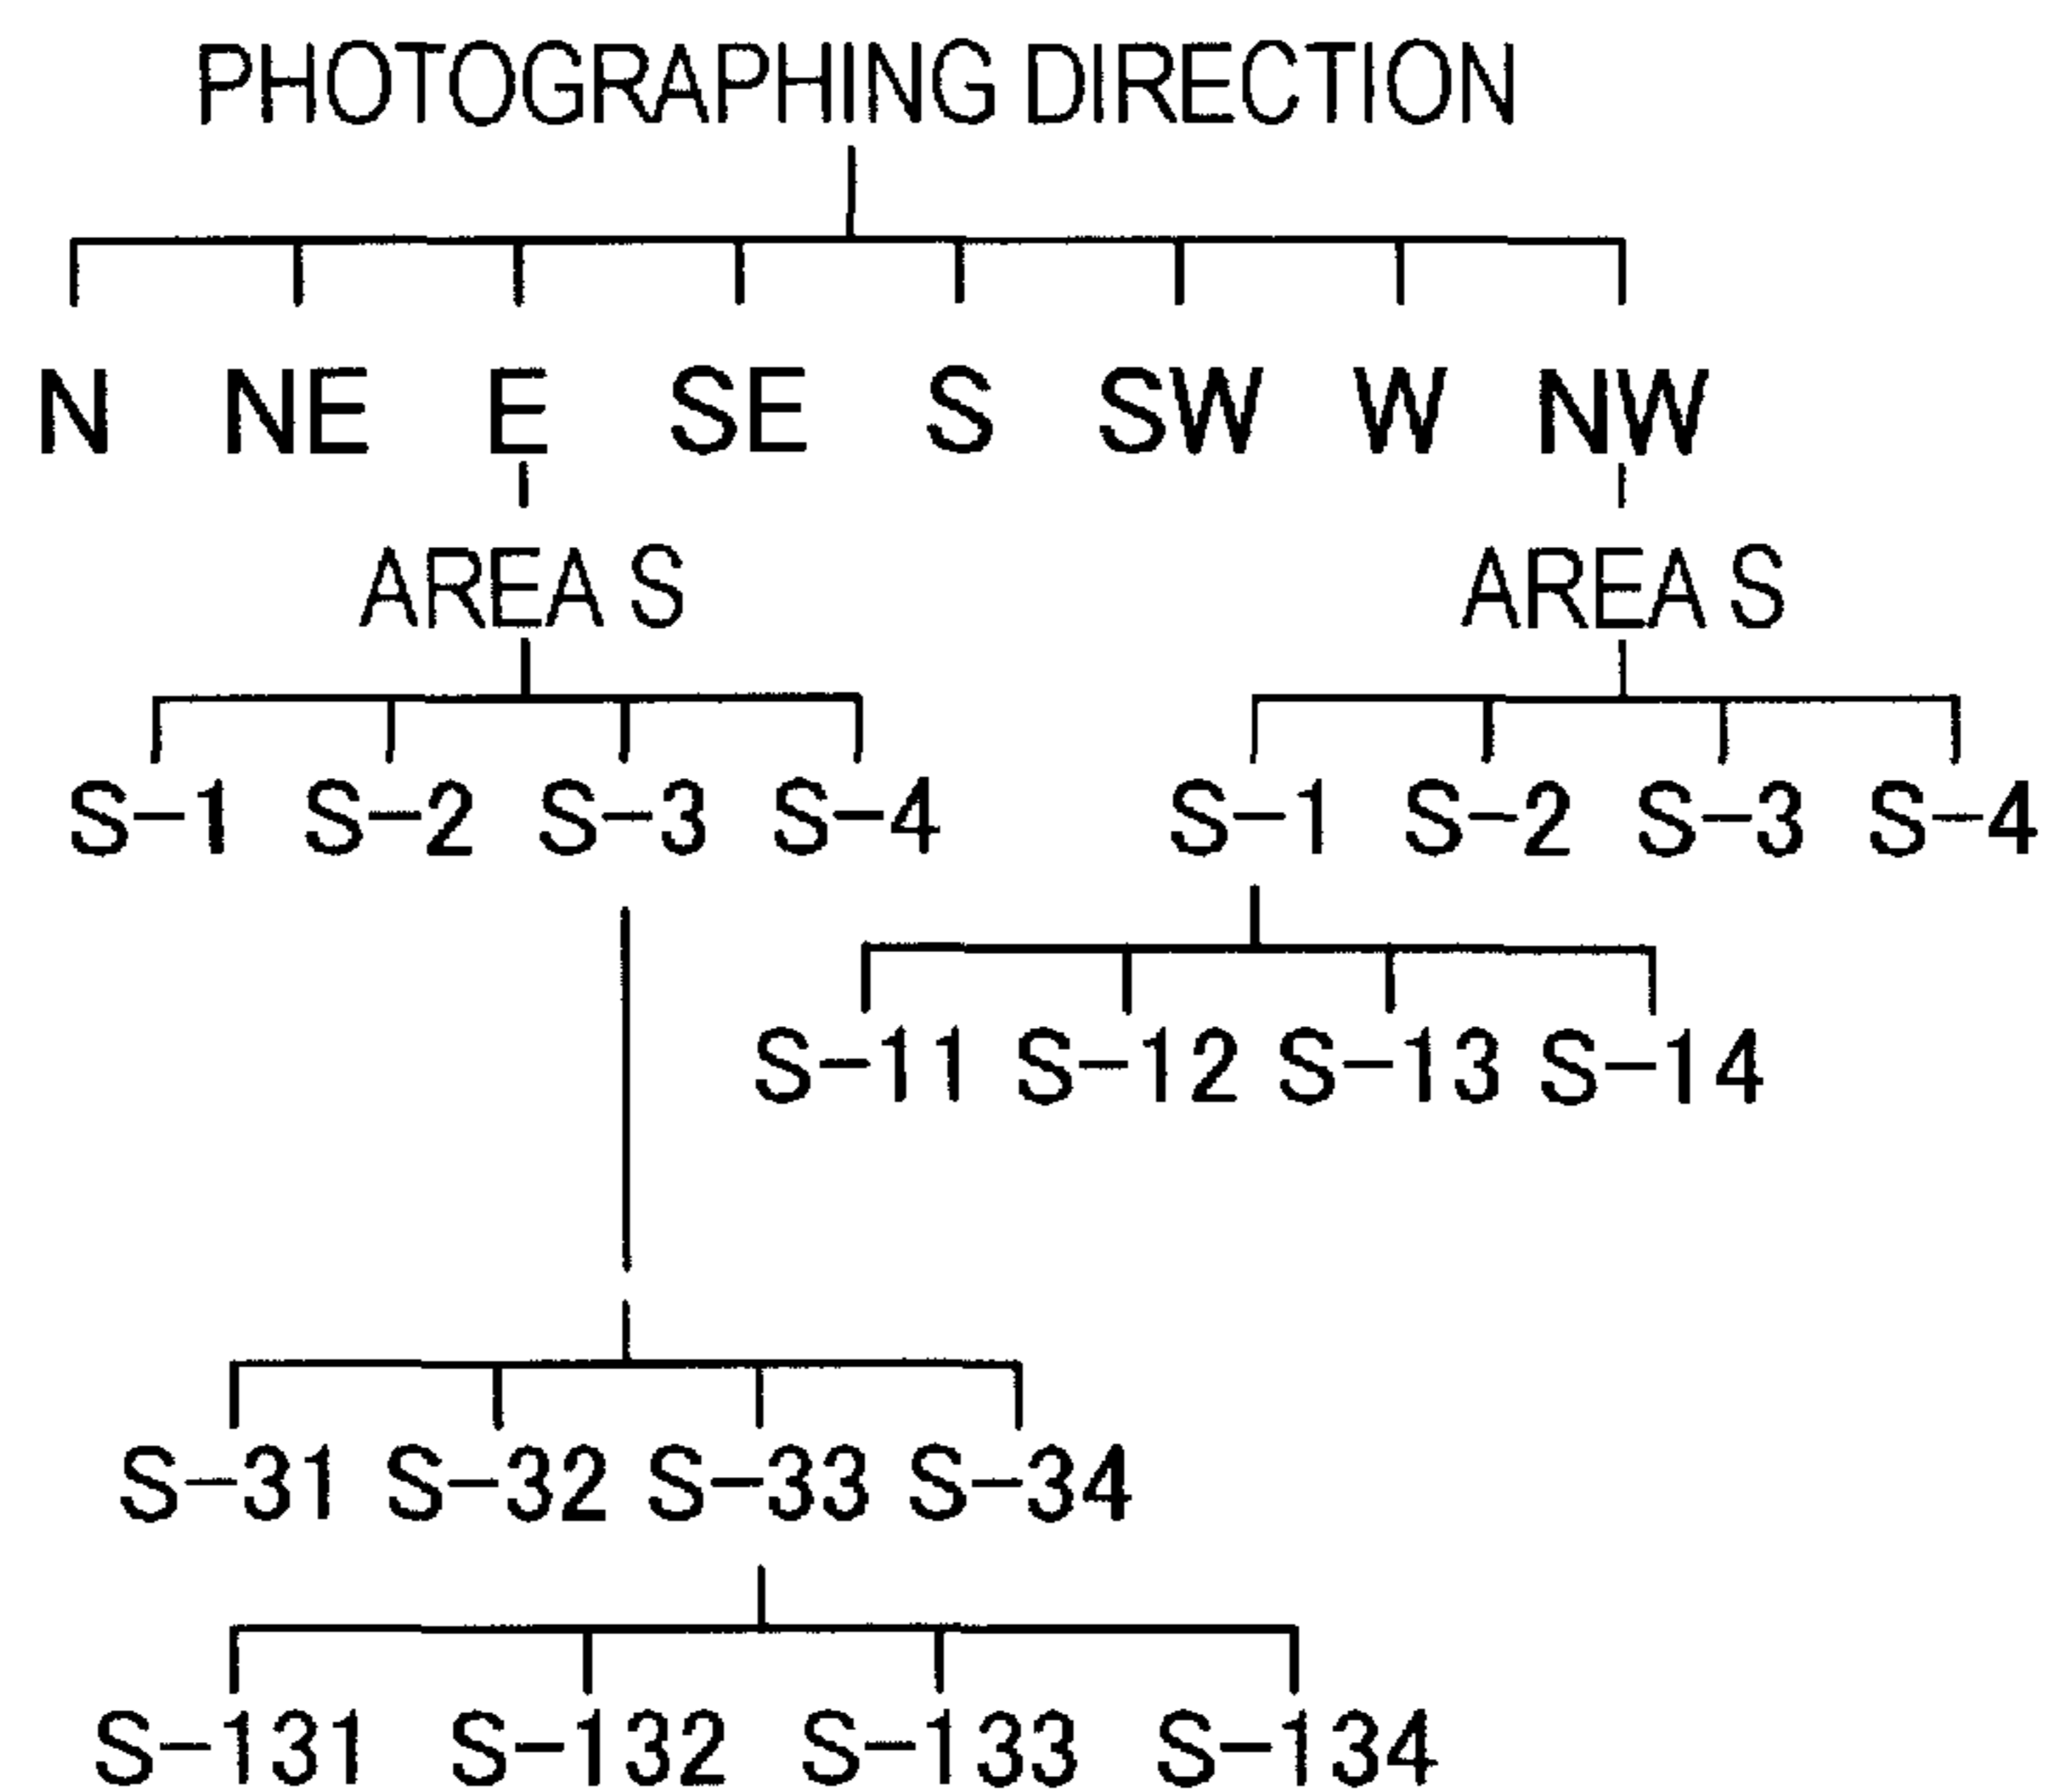 PHOTOGRAPHING DIRECTION
N NE E SE S SW W NW
AREA S AREA S
S-1 S-2 S-3 S-4 S-1 S-2 S-3 S-4
S-11 S-12 S-13 S-14
S-31 S-32 S-33 S-34
S-131 S-132 S-133 S-134